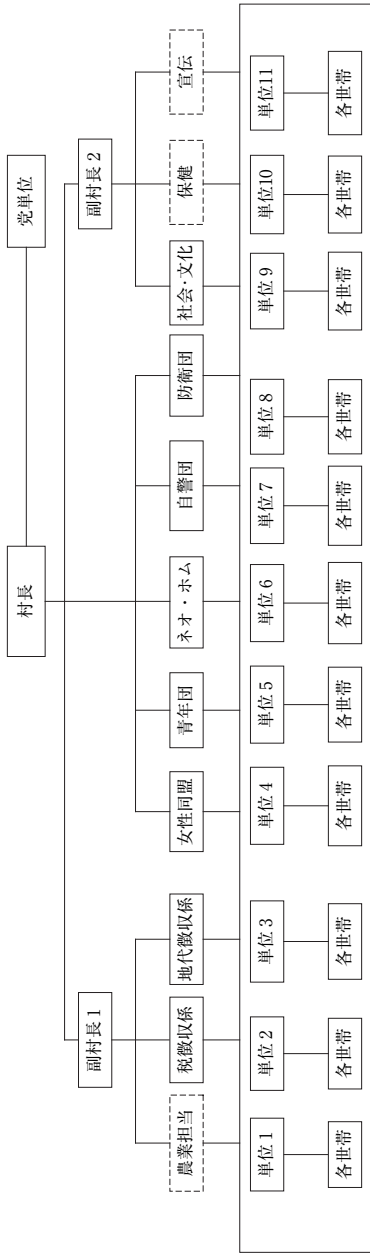 村長
党単位
副村長1
副村長2
農業担当
税徴収係
地代徴収係
女性同盟
青年団
ネオ・ホム
自警団
防衛団
社会・文化
保健
宣伝
単位1
単位2
単位3
単位4
単位5
単位6
単位7
単位8
単位9
単位10
単位11
各世帯
各世帯
各世帯
各世帯
各世帯
各世帯
各世帯
各世帯
各世帯
各世帯
各世帯